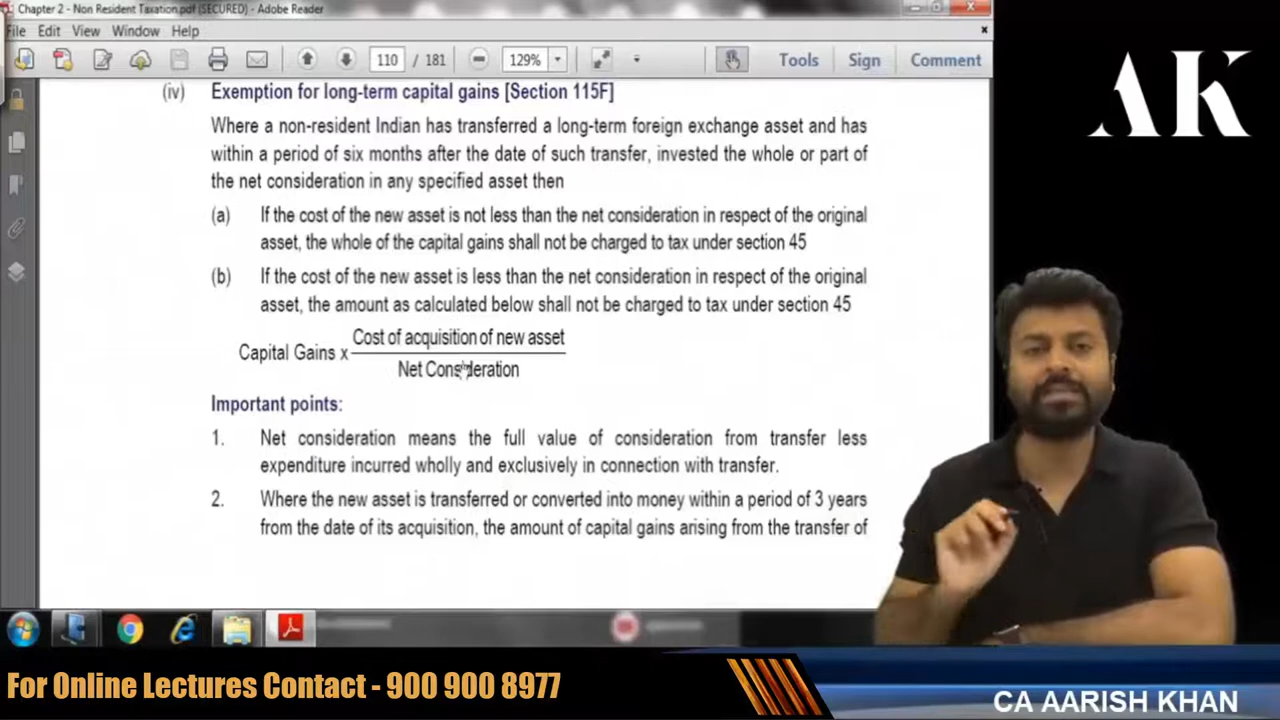 Chapter 2 - Non Resident Taxation.pdf (SECURED) - Adobe Reader
File Edit View Window Help
110 / 181 129% Tools Sign Comment
AK
(iv) Exemption for long-term capital gains [Section 115F]
Where a non-resident Indian has transferred a long-term foreign exchange asset and has
within a period of six months after the date of such transfer, invested the whole or part of
the net consideration in any specified asset then
(a) If the cost of the new asset is not less than the net consideration in respect of the original
asset, the whole of the capital gains shall not be charged to tax under section 45
(b) If the cost of the new asset is less than the net consideration in respect of the original
asset, the amount as calculated below shall not be charged to tax under section 45
Cost of acquisition of new asset
Capital Gains x
Net Consideration
Important points:
1. Net consideration means the full value of consideration from transfer less
expenditure incurred wholly and exclusively in connection with transfer.
2. Where the new asset is transferred or converted into money within a period of 3 years
from the date of its acquisition, the amount of capital gains arising from the transfer of
For Online Lectures Contact - 900 900 8977
CA AARISH KHAN